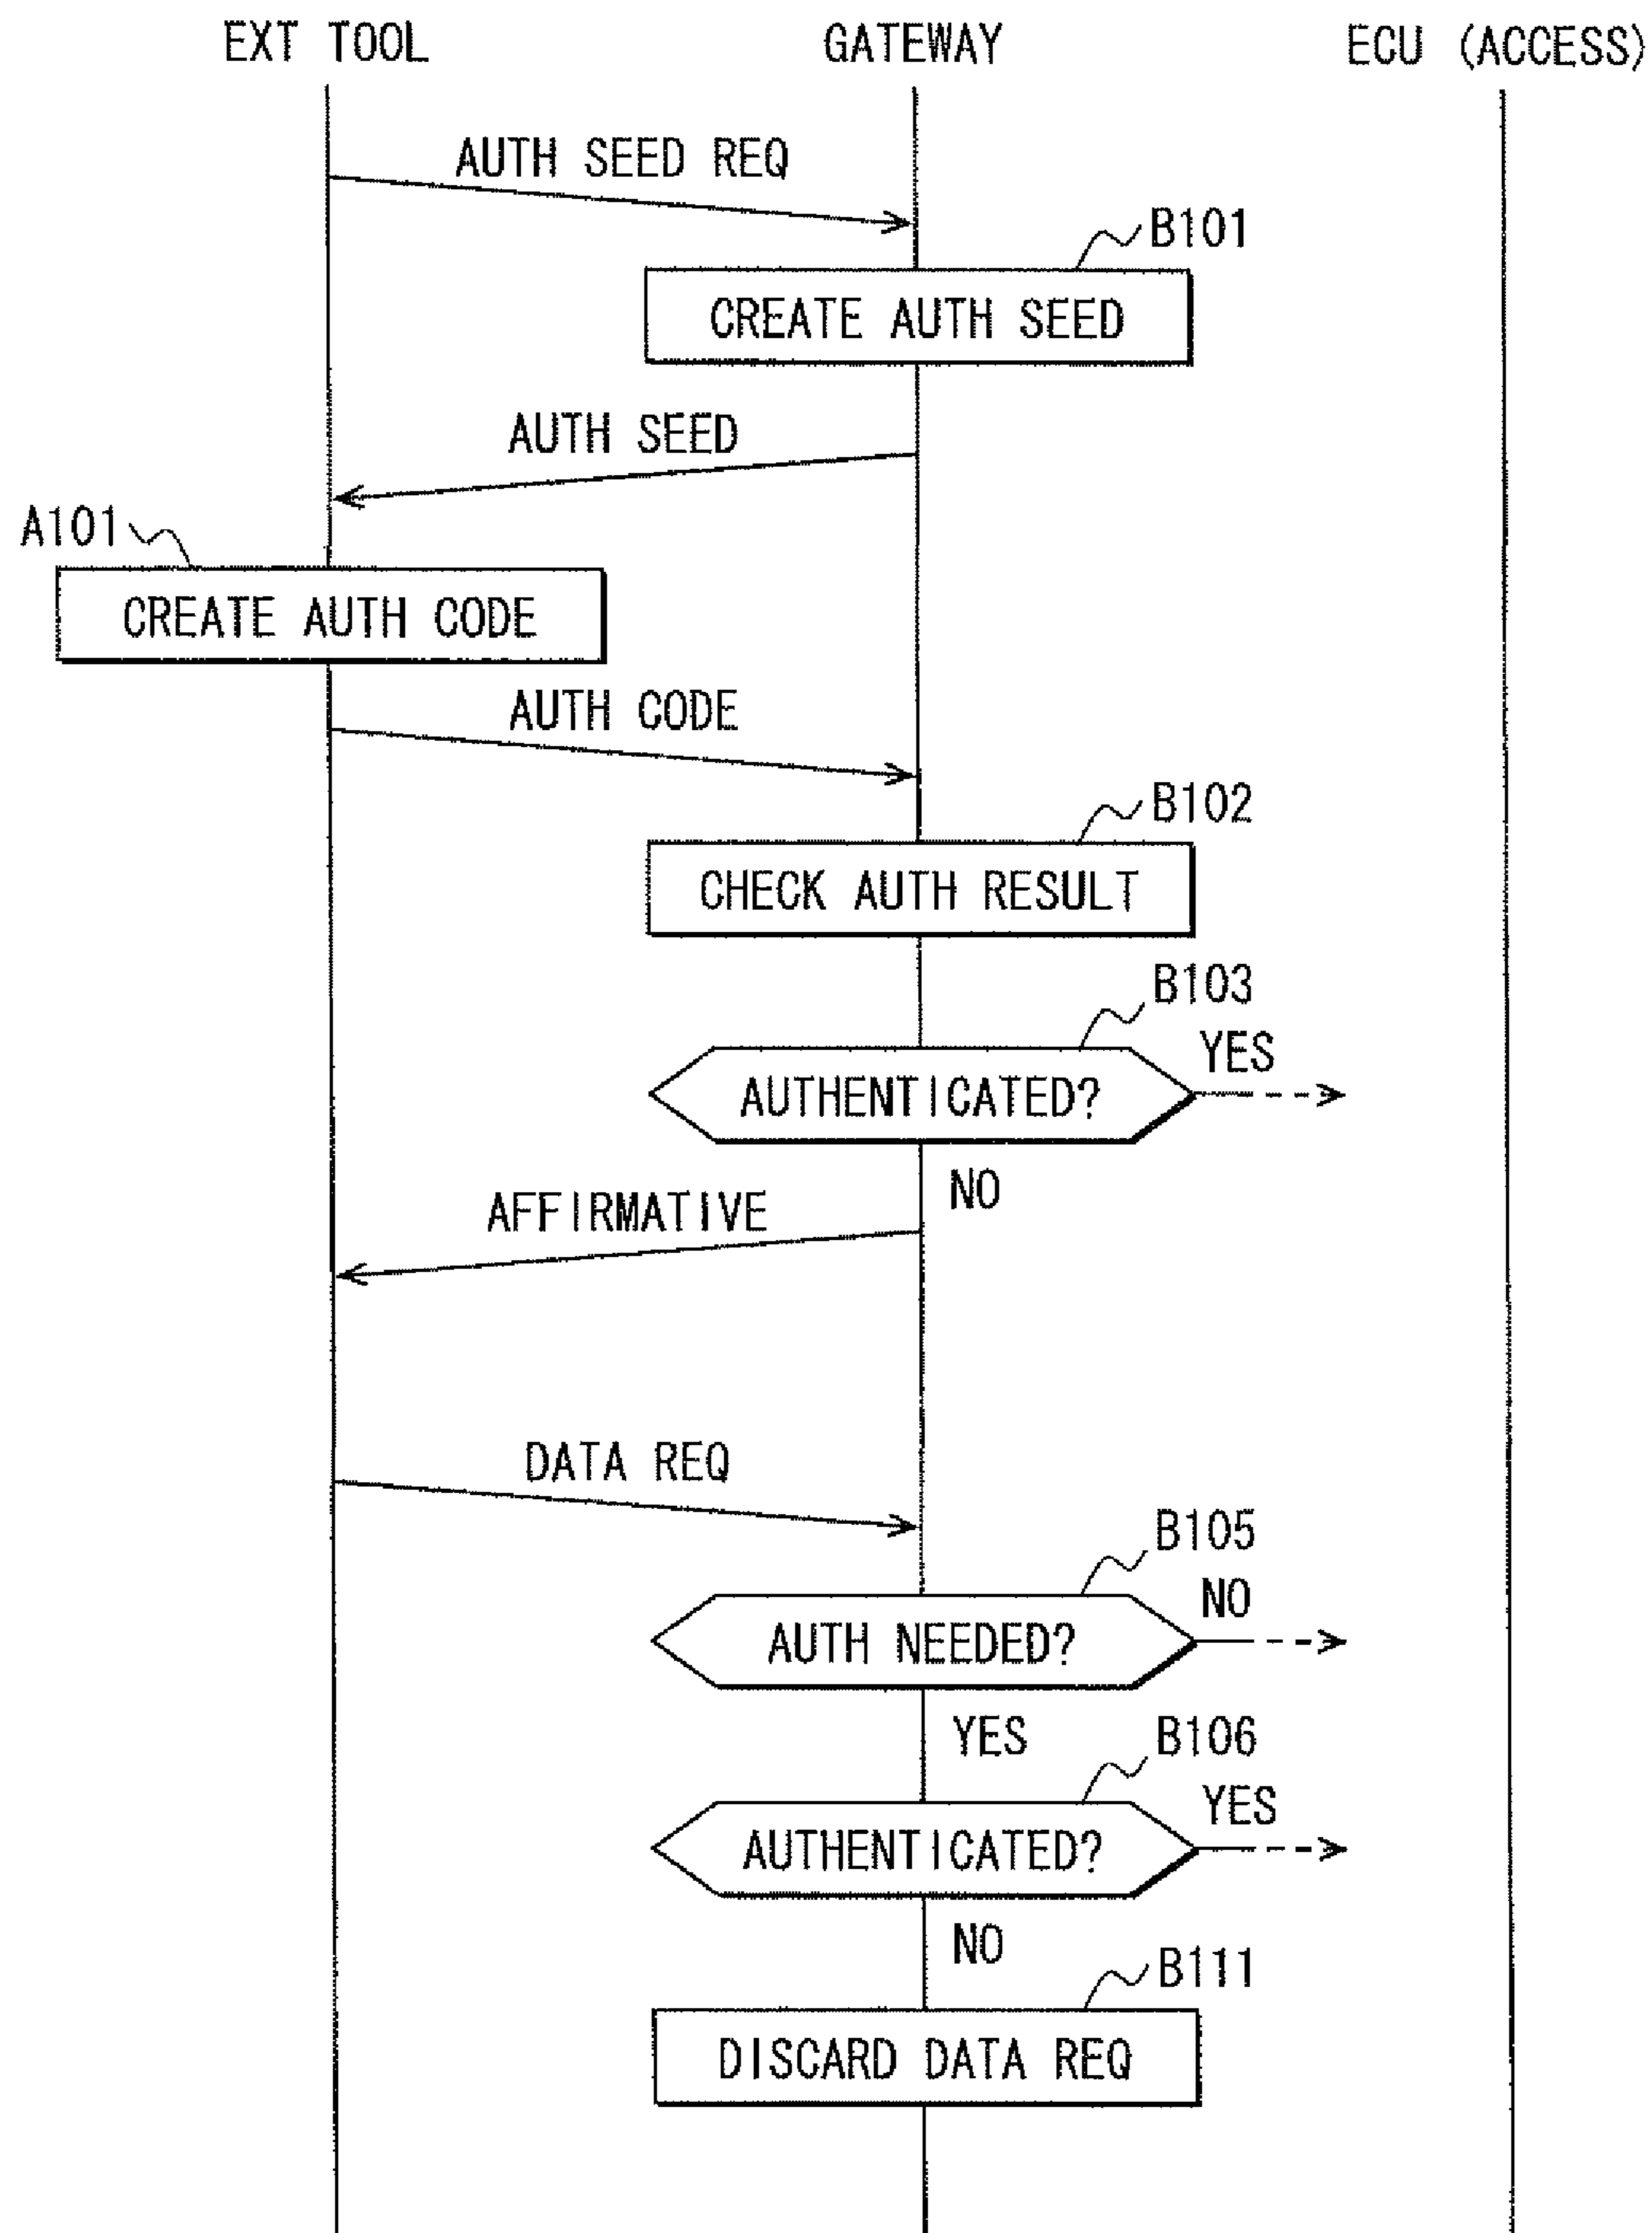 EXT TOOL
GATEWAY
ECU (ACCESS)
AUTH SEED REQ
B101
CREATE AUTH SEED
AUTH SEED
A101
CREATE AUTH CODE
AUTH CODE
B102
CHECK AUTH RESULT
B103
YES
AUTHENTICATED?
NO
AFFIRMATIVE
DATA REQ
B105
NO
AUTH NEEDED?
YES
B106
YES
AUTHENTICATED?
NO
B111
DISCARD DATA REQ